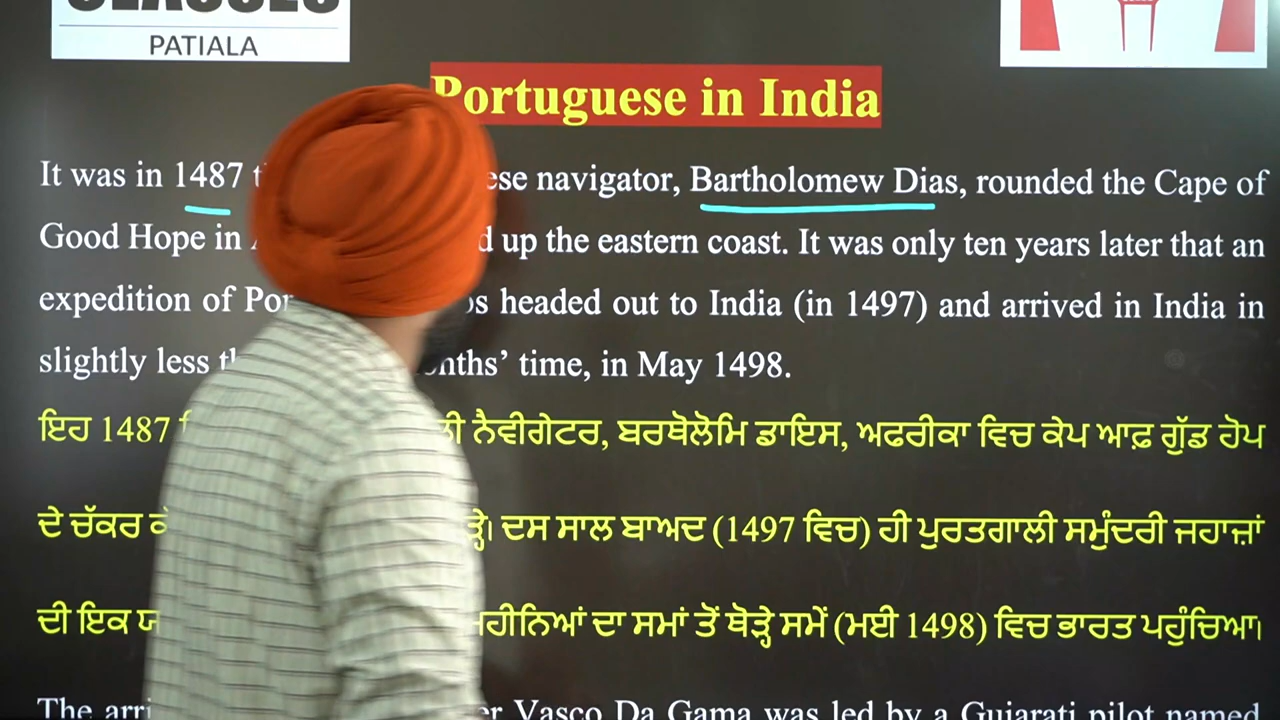 CLASSES
PATIALA
Portuguese in India
It was in 1487 navigator, Bartholomew Dias, rounded the Cape of
Good Hope in up the eastern coast. It was only ten years later that an
expedition of headed out to India (in 1497) and arrived in India in
slightly less time, in May 1498.
ਇਹ 1487 ਨੈਵੀਗੇਟਰ, ਬਰਥੋਲੋਮਿ ਡਾਇਸ, ਅਫਰੀਕਾ ਵਿਚ ਕੇਪ ਆਫ਼ ਗੁੱਡ ਹੋਪ
ਦੇ ਚੱਕਰ ਦਸ ਸਾਲ ਬਾਅਦ (1497 ਵਿਚ) ਹੀ ਪੁਰਤਗਾਲੀ ਸਮੁੰਦਰੀ ਜਹਾਜ਼ਾਂ
ਦੀ ਇਕ ਦਾ ਸਮਾਂ ਤੋਂ ਥੋੜ੍ਹੇ ਸਮੇਂ (ਮਈ 1498) ਵਿਚ ਭਾਰਤ ਪਹੁੰਚਿਆ।
The Vasco Da Gama was led by a Gujarati pilot named